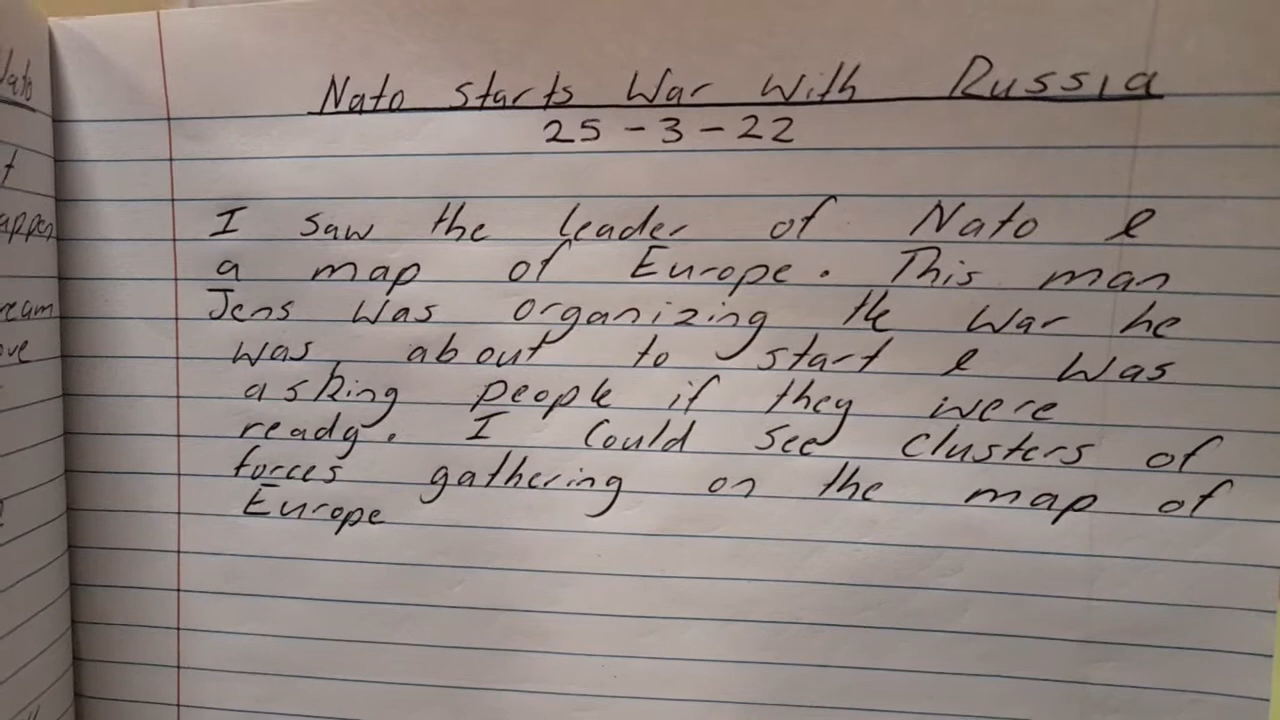 Nato starts War With Russia
25-3-22
I saw the leader of Nato &
a map of Europe. This man
Jens was organizing the war he
was about to start & was
asking people if they were
ready. I could see clusters of
forces gathering on the map of
Europe